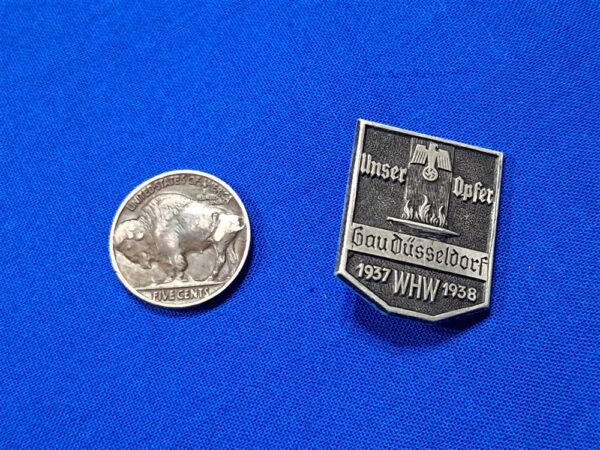 UNITED STATES OF AMERICA
FIVE CENTS
Unser Opfer
Gau Düsseldorf
1937 WHW 1938